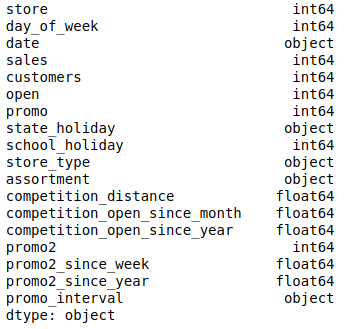 store int64
day_of_week int64
date object
sales int64
customers int64
open int64
promo int64
state_holiday object
school_holiday int64
store_type object
assortment object
competition_distance float64
competition_open_since_month float64
competition_open_since_year float64
promo2 int64
promo2_since_week float64
promo2_since_year float64
promo_interval object
dtype: object